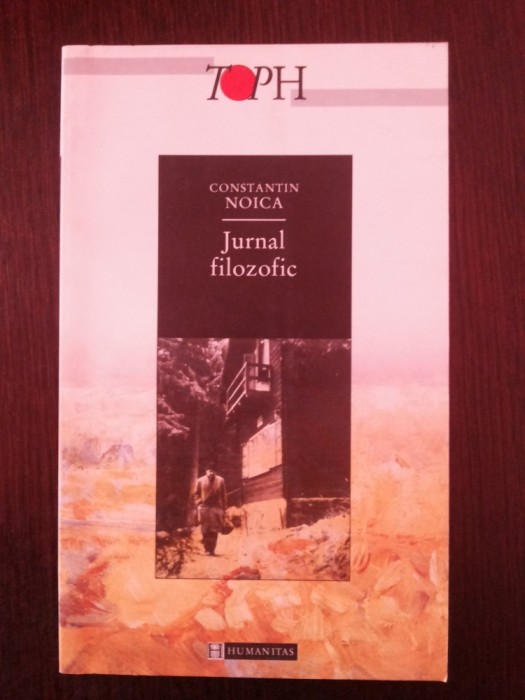 TOPH
CONSTANTIN
NOICA
Jurnal
filozofic
H HUMANITAS